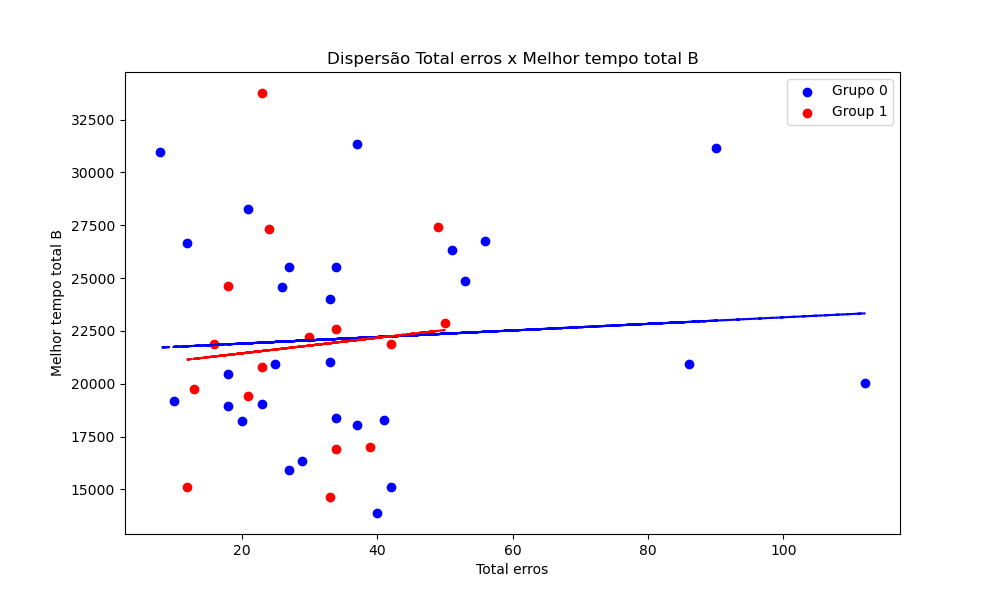 Dispersão Total erros x Melhor tempo total B
Grupo 0
Group 1
Melhor tempo total B
32500
30000
27500
25000
22500
20000
17500
15000
20
40
60
80
100
Total erros